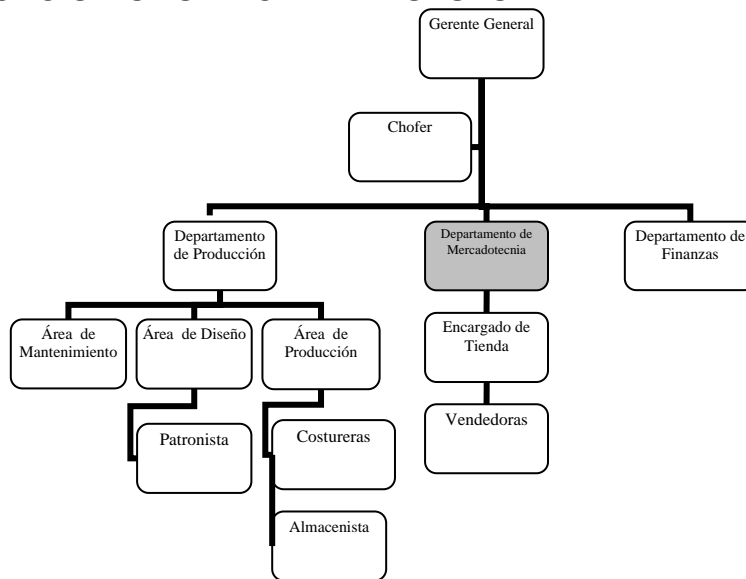 Gerente General
Chofer
Departamento
de Producción
Departamento de
Mercadotecnia
Departamento de
Finanzas
Área de
Mantenimiento
Área de Diseño
Área de
Producción
Encargado de
Tienda
Patronista
Costureras
Vendedoras
Almacenista